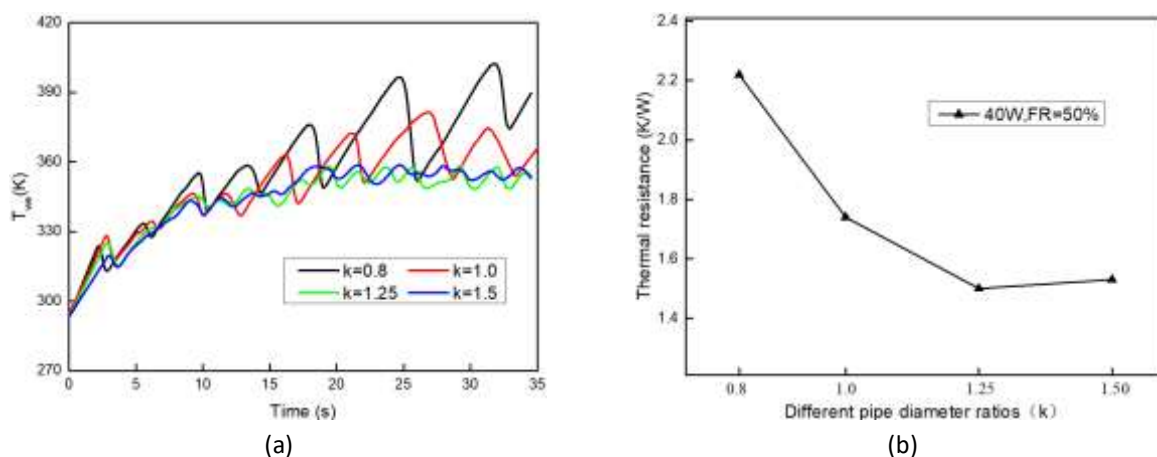 420
390
360
330
300
270
T_we(K)
k=0.8
k=1.0
k=1.25
k=1.5
0 5 10 15 20 25 30 35
Time (s)
(a)
2.4
2.2
2.0
1.8
1.6
1.4
Thermal resistance (K/W)
40W,FR=50%
0.8 1.0 1.25 1.50
Different pipe diameter ratios (k)
(b)